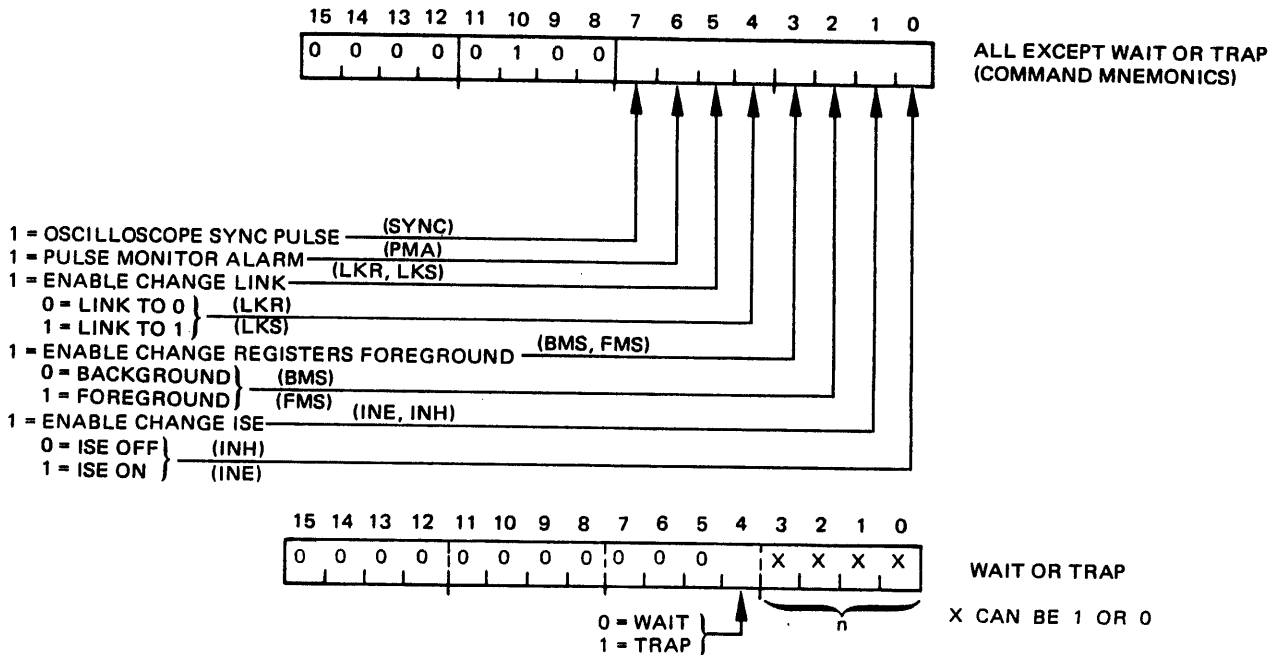 15 14 13 12 11 10 9 8 7 6 5 4 3 2 1 0
0 0 0 0 0 1 0 0
ALL EXCEPT WAIT OR TRAP
(COMMAND MNEMONICS)
1 = OSCILLOSCOPE SYNC PULSE (SYNC)
1 = PULSE MONITOR ALARM (PMA)
1 = ENABLE CHANGE LINK (LKR, LKS)
0 = LINK TO 0 (LKR)
1 = LINK TO 1 (LKS)
1 = ENABLE CHANGE REGISTERS FOREGROUND (BMS, FMS)
0 = BACKGROUND (BMS)
1 = FOREGROUND (FMS)
1 = ENABLE CHANGE ISE (INE, INH)
0 = ISE OFF (INH)
1 = ISE ON (INE)
15 14 13 12 11 10 9 8 7 6 5 4 3 2 1 0
0 0 0 0 0 0 0 0 0 0 0 X X X X
WAIT OR TRAP
0 = WAIT
1 = TRAP
n
X CAN BE 1 OR 0